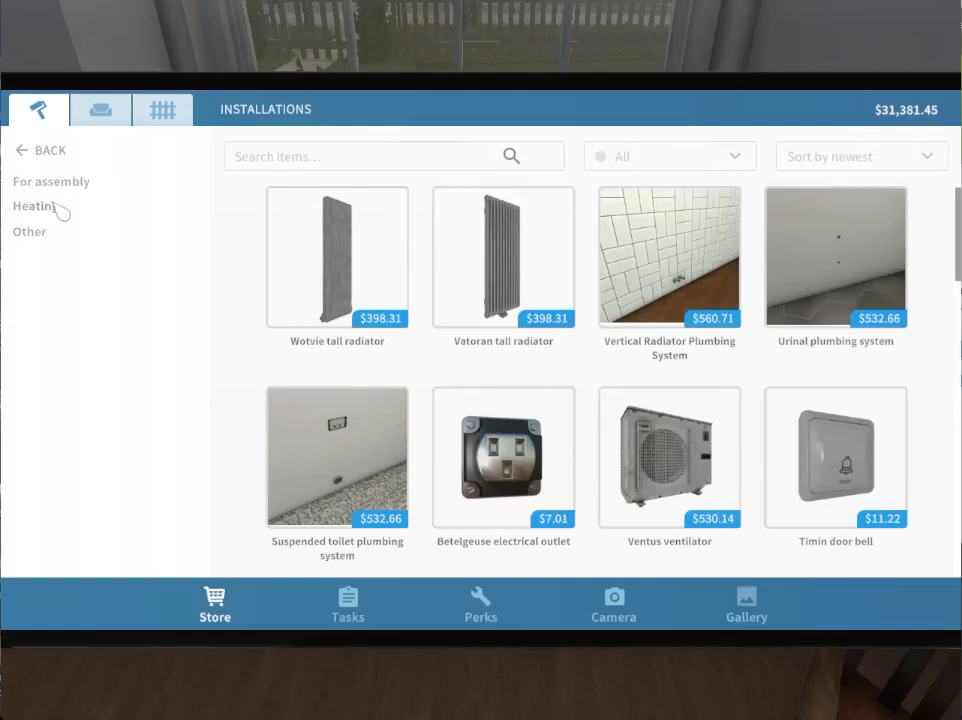 INSTALLATIONS
$31,381.45
BACK
Search items...
All
Sort by newest
For assembly
Heating
Other
$398.31
$398.31
$560.71
$532.66
Wotvie tall radiator
Vatoran tall radiator
Vertical Radiator Plumbing
System
Urinal plumbing system
$532.66
$7.01
$530.14
$11.22
Suspended toilet plumbing
system
Betelgeuse electrical outlet
Ventus ventilator
Timin door bell
Store
Tasks
Perks
Camera
Gallery